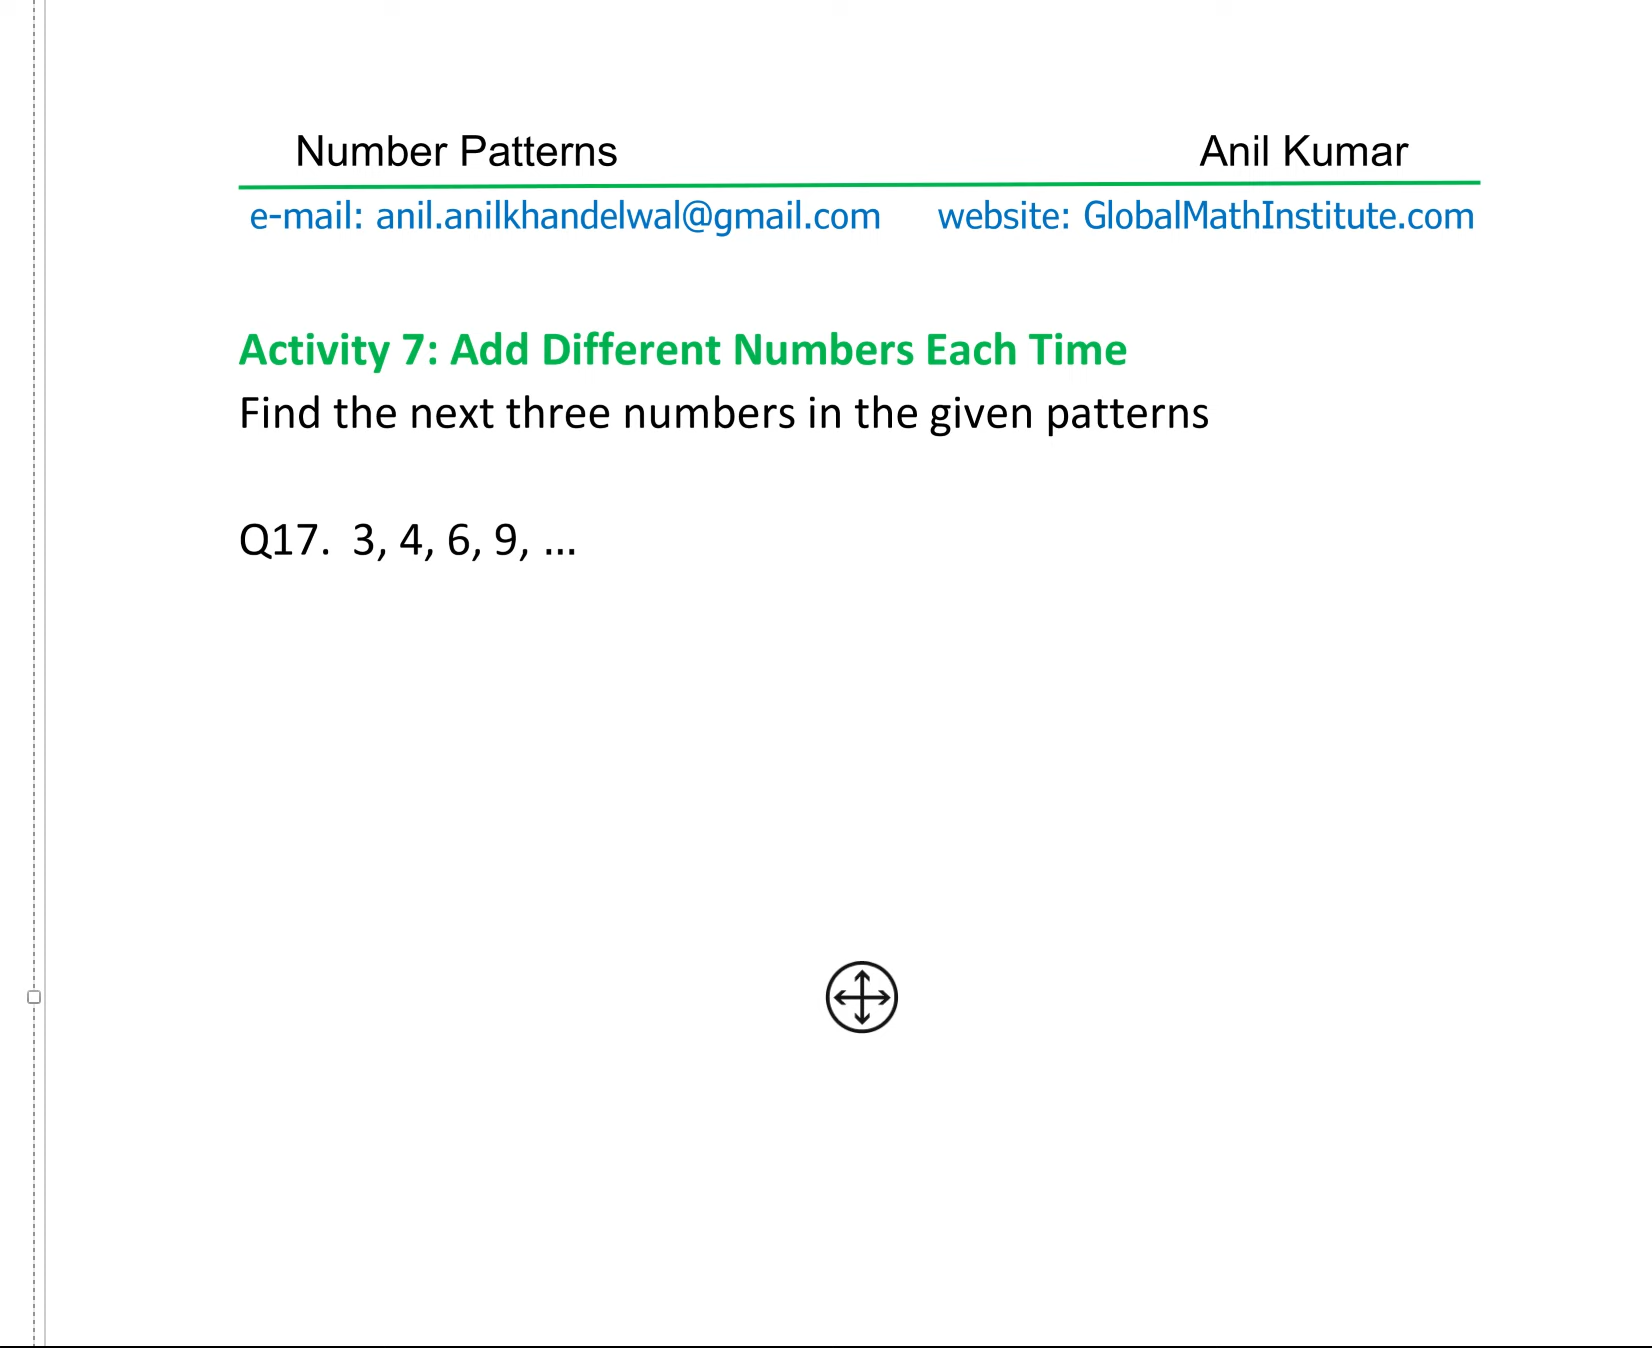 Number Patterns Anil Kumar
e-mail: anil.anilkhandelwal@gmail.com website: GlobalMathInstitute.com
Activity 7: Add Different Numbers Each Time
Find the next three numbers in the given patterns
Q17. 3, 4, 6, 9, ...